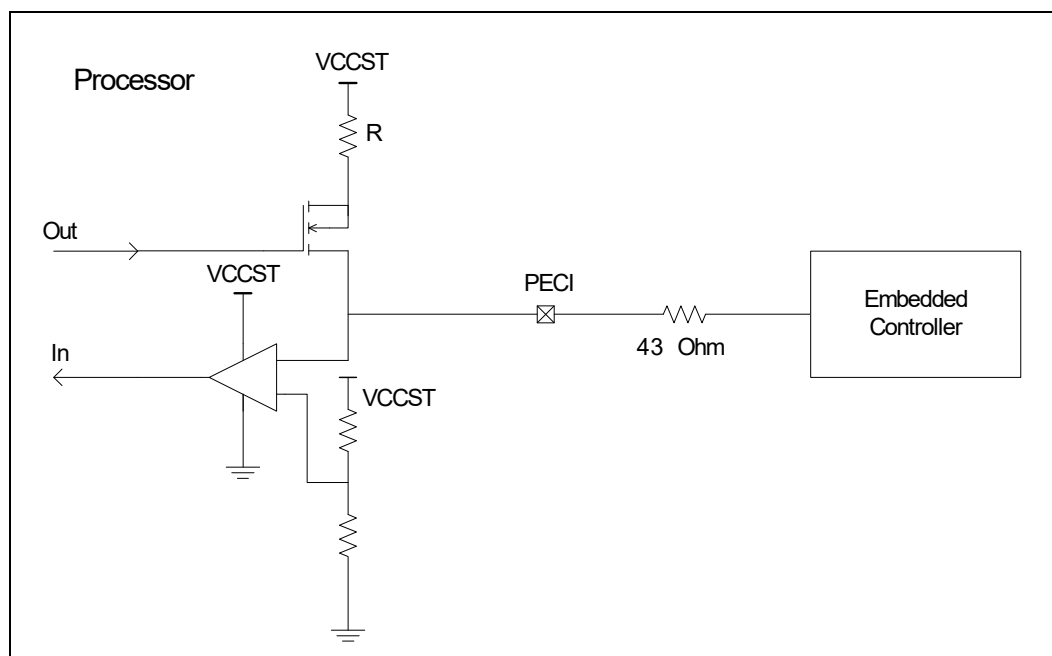 Processor
VCCST
R
Out
VCCST
PECI
Embedded
Controller
43 Ohm
In
VCCST